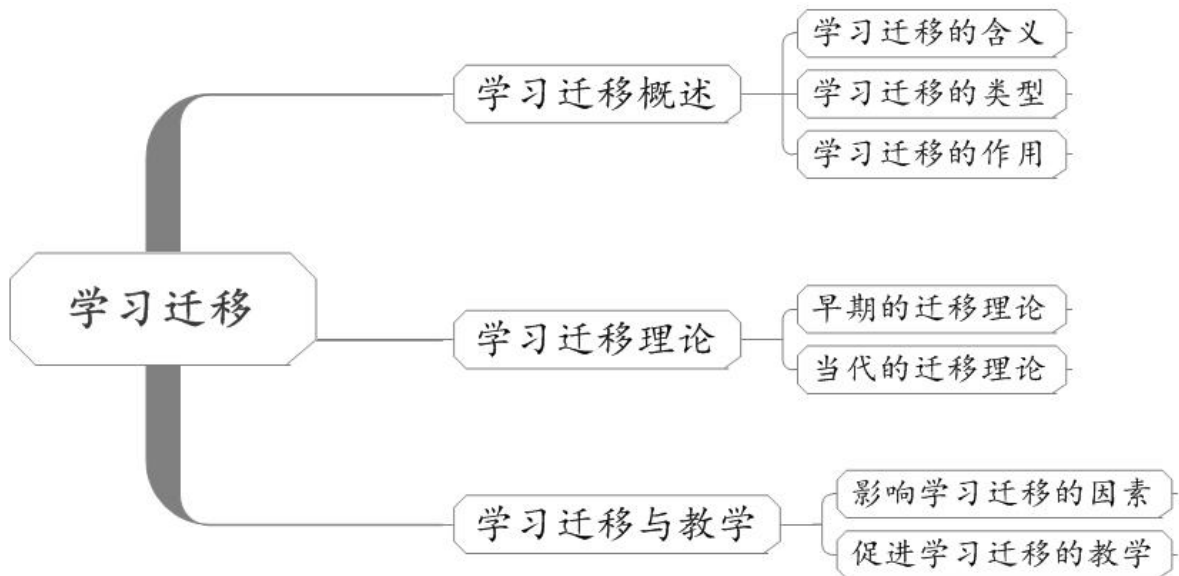 学习迁移
学习迁移概述
学习迁移的含义
学习迁移的类型
学习迁移的作用
学习迁移理论
早期的迁移理论
当代的迁移理论
学习迁移与教学
影响学习迁移的因素
促进学习迁移的教学